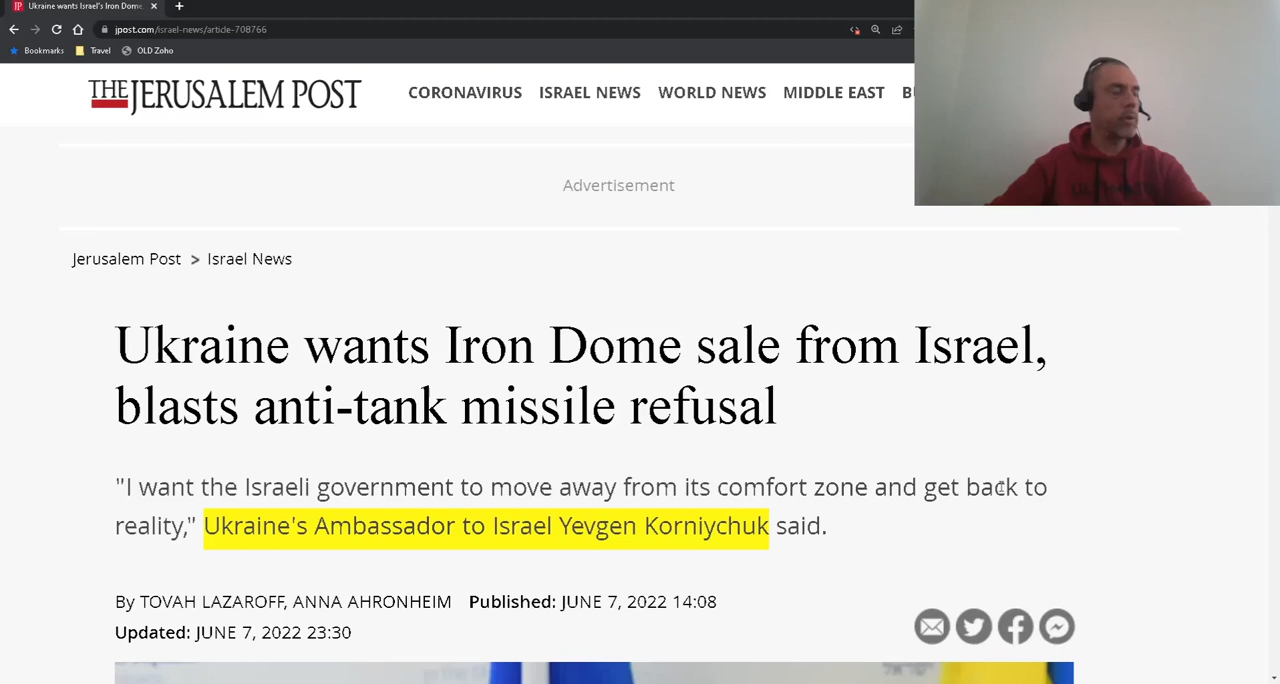 Ukraine wants Israel's Iron Dome
jpost.com/israel-news/article-708766
Bookmarks Travel OLD Zoho
THE JERUSALEM POST CORONAVIRUS ISRAEL NEWS WORLD NEWS MIDDLE EAST
Advertisement
Jerusalem Post > Israel News
Ukraine wants Iron Dome sale from Israel,
blasts anti-tank missile refusal
"I want the Israeli government to move away from its comfort zone and get back to
reality," Ukraine's Ambassador to Israel Yevgen Korniychuk said.
By TOVAH LAZAROFF, ANNA AHRONHEIM Published: JUNE 7, 2022 14:08
Updated: JUNE 7, 2022 23:30